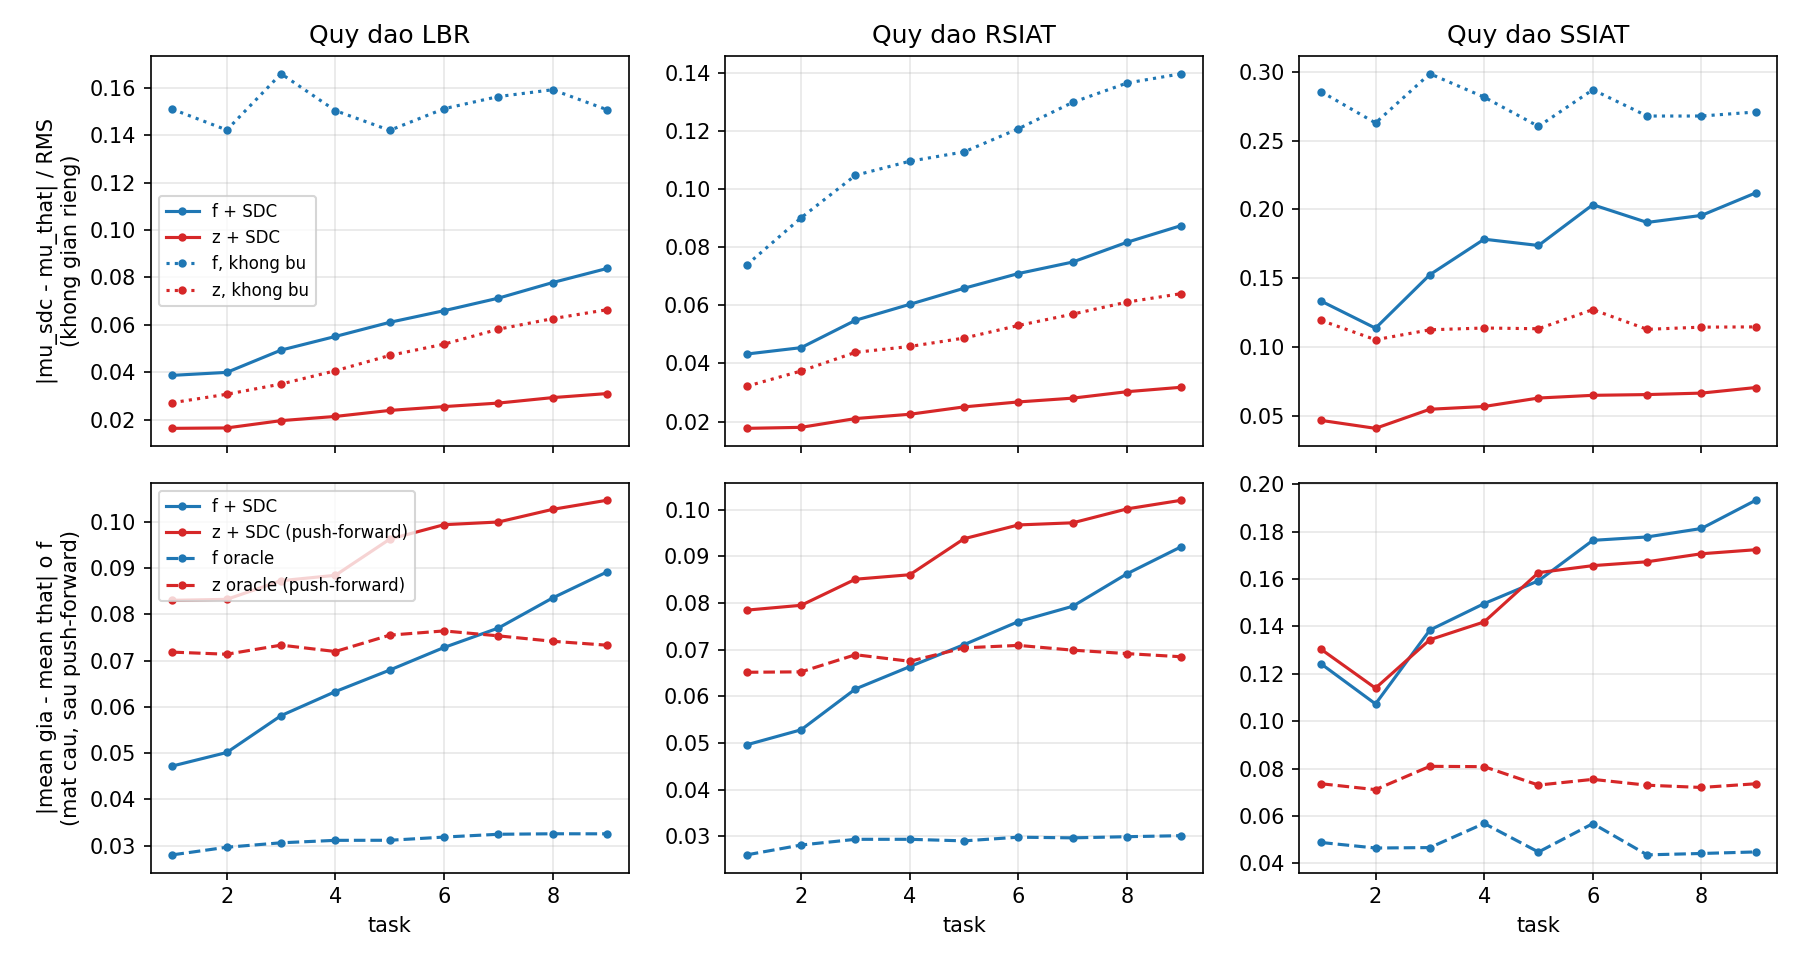 Quy dao LBR
Quy dao RSIAT
Quy dao SSIAT
|mu_sdc - mu_that| / RMS
(khong gian rieng)
0.16
0.14
0.12
0.10
0.08
0.06
0.04
0.02
f + SDC
z + SDC
f, khong bu
z, khong bu
0.14
0.12
0.10
0.08
0.06
0.04
0.02
0.30
0.25
0.20
0.15
0.10
0.05
|mean gia - mean that| o f
(mat cau, sau push-forward)
0.10
0.09
0.08
0.07
0.06
0.05
0.04
0.03
f + SDC
z + SDC (push-forward)
f oracle
z oracle (push-forward)
2 4 6 8
task
0.10
0.09
0.08
0.07
0.06
0.05
0.04
0.03
2 4 6 8
task
0.20
0.18
0.16
0.14
0.12
0.10
0.08
0.06
0.04
2 4 6 8
task